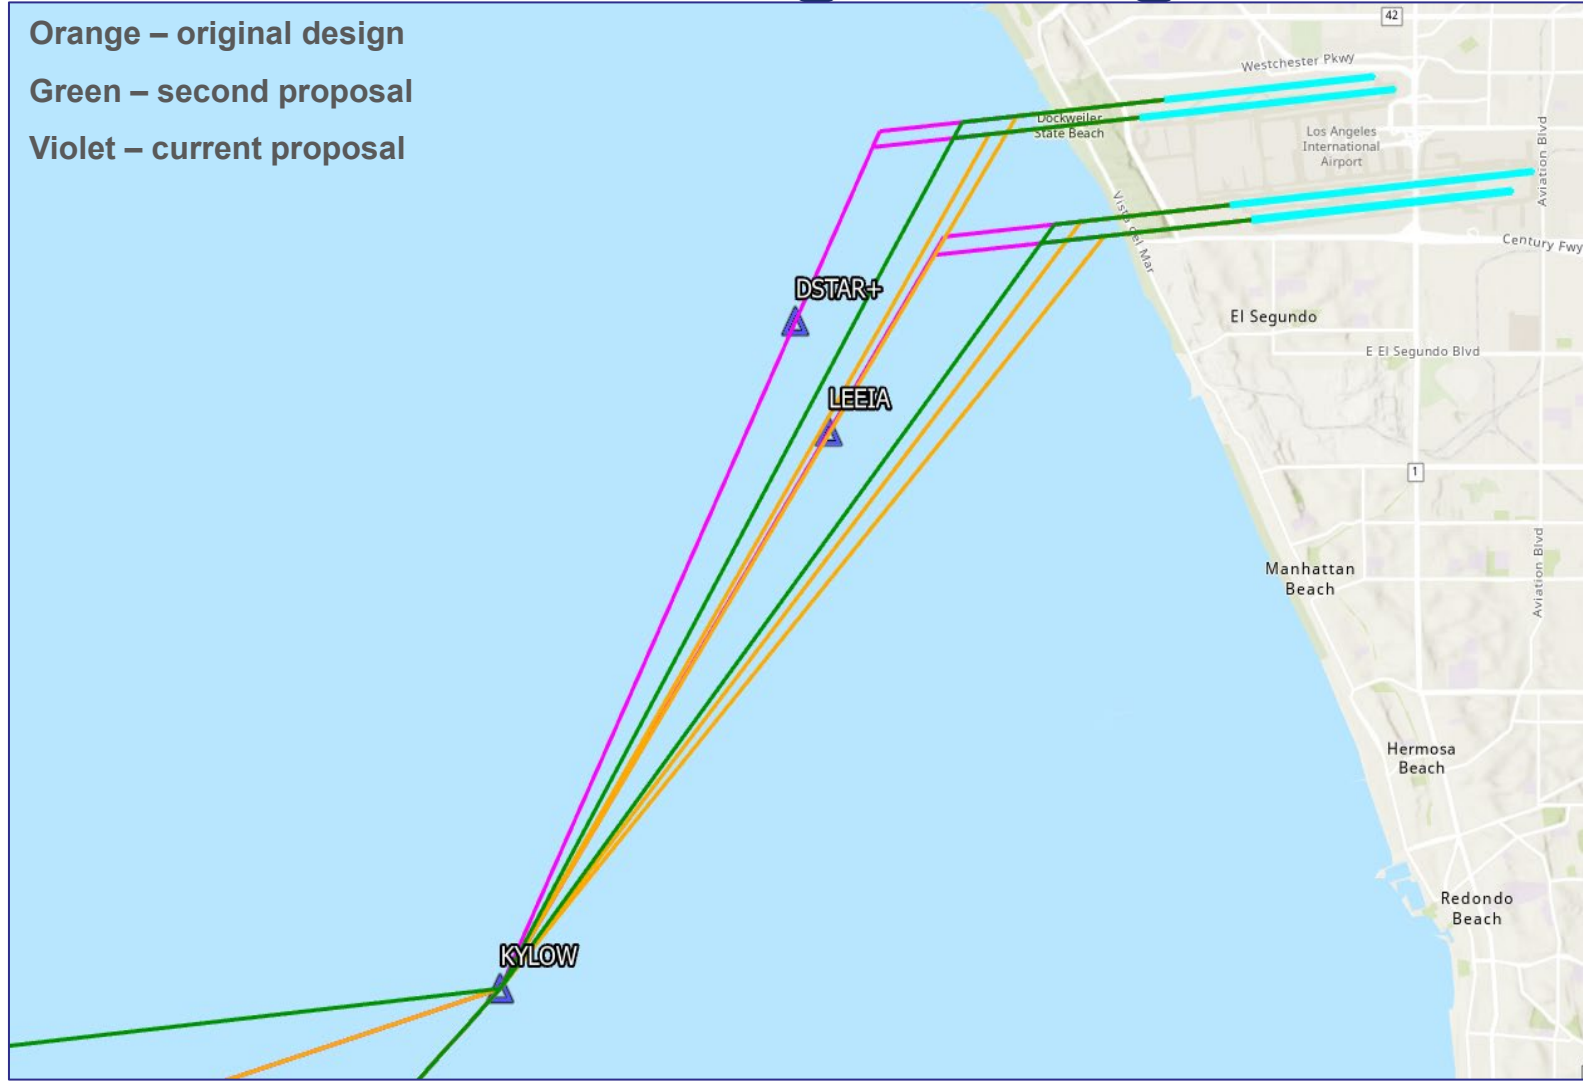 Orange – original design
Green – second proposal
Violet – current proposal
42
Westchester Pkwy
Dockweiler
State Beach
Los Angeles
International
Airport
Aviation Blvd
Vista del Mar
Century Fwy
DSTAR+
El Segundo
E El Segundo Blvd
LEEIA
1
Manhattan
Beach
Aviation Blvd
Hermosa
Beach
Redondo
Beach
KYLOW